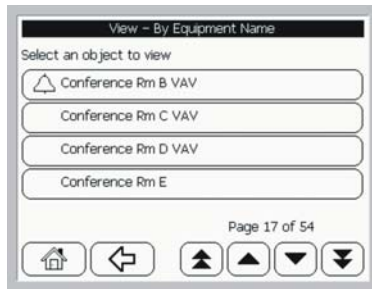 View - By Equipment Name
Select an object to view
Conference Rm B VAV
Conference Rm C VAV
Conference Rm D VAV
Conference Rm E
Page 17 of 54